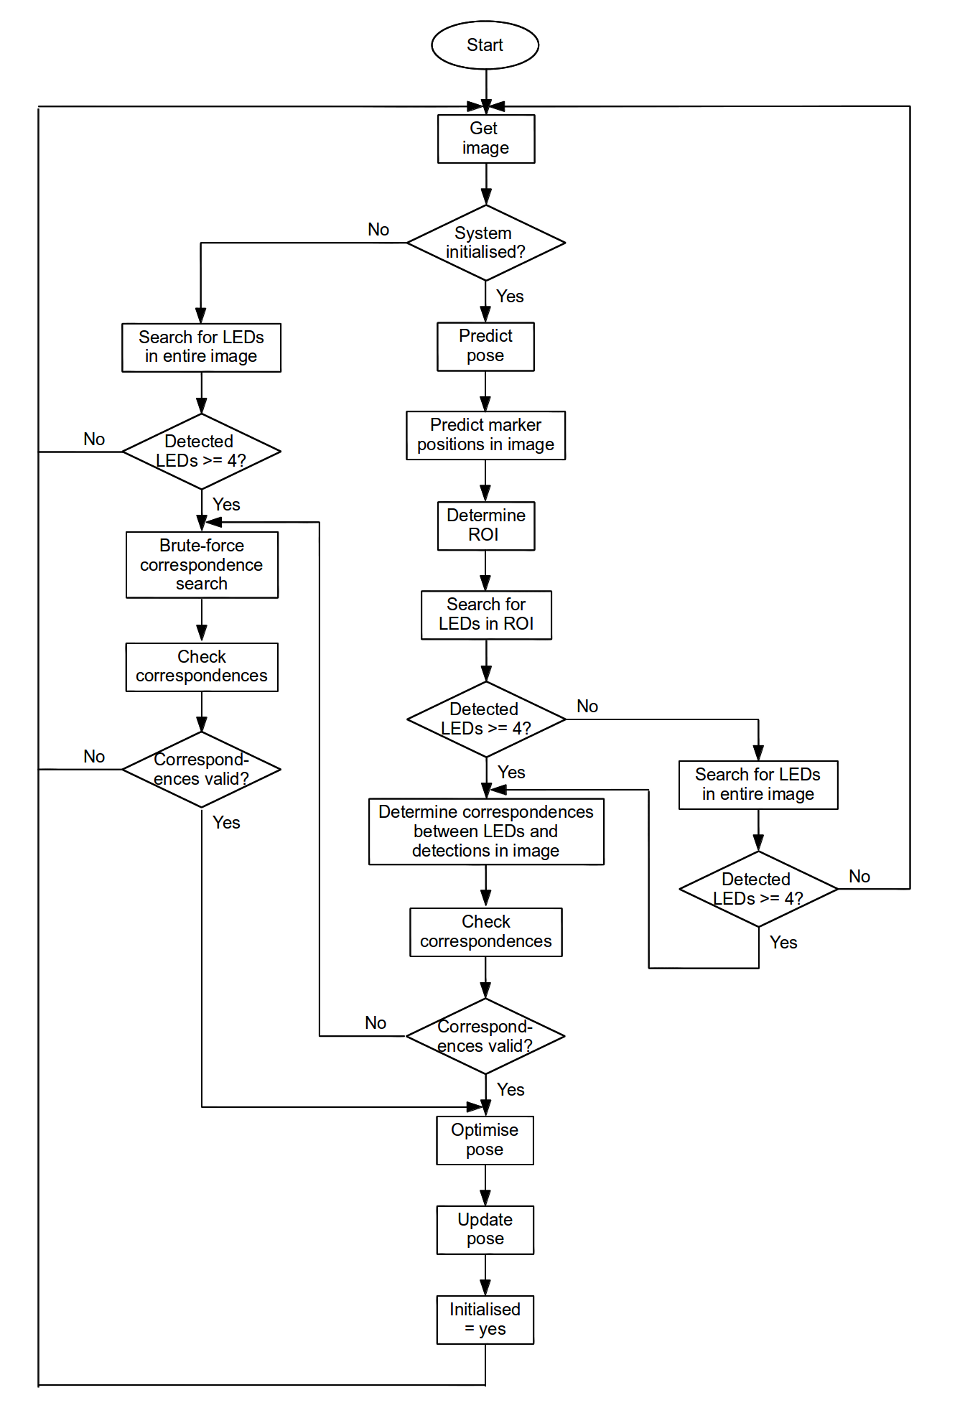 Start
Get
image
System
initialised?
No
Yes
Search for LEDs
in entire image
Predict
pose
Detected
LEDs >= 4?
No
Yes
Predict marker
positions in image
Determine
ROI
Brute-force
correspondence
search
Search for
LEDs in ROI
Check
correspondences
Detected
LEDs >= 4?
No
Yes
Correspond-
ences valid?
No
Yes
Search for LEDs
in entire image
Determine correspondences
between LEDs and
detections in image
Detected
LEDs >= 4?
No
Yes
Check
correspondences
Correspond-
ences valid?
No
Yes
Optimise
pose
Update
pose
Initialised
= yes